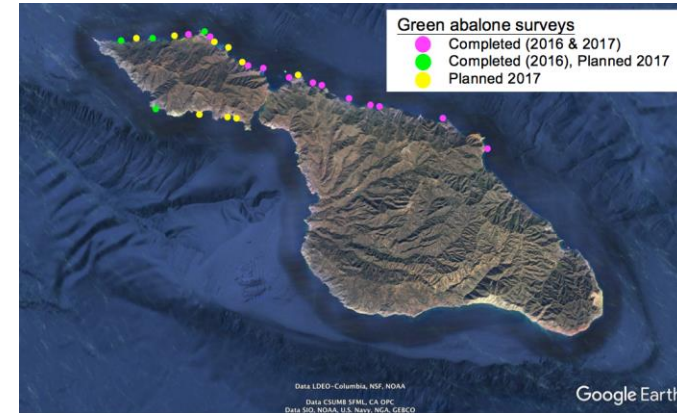 Green abalone surveys
Completed (2016 & 2017)
Completed (2016), Planned 2017
Planned 2017
Data LDEO-Columbia, NSF, NOAA
Data CSUMB SFML, CA OPC
Data SIO, NOAA, U.S. Navy, NGA, GEBCO
Google Earth